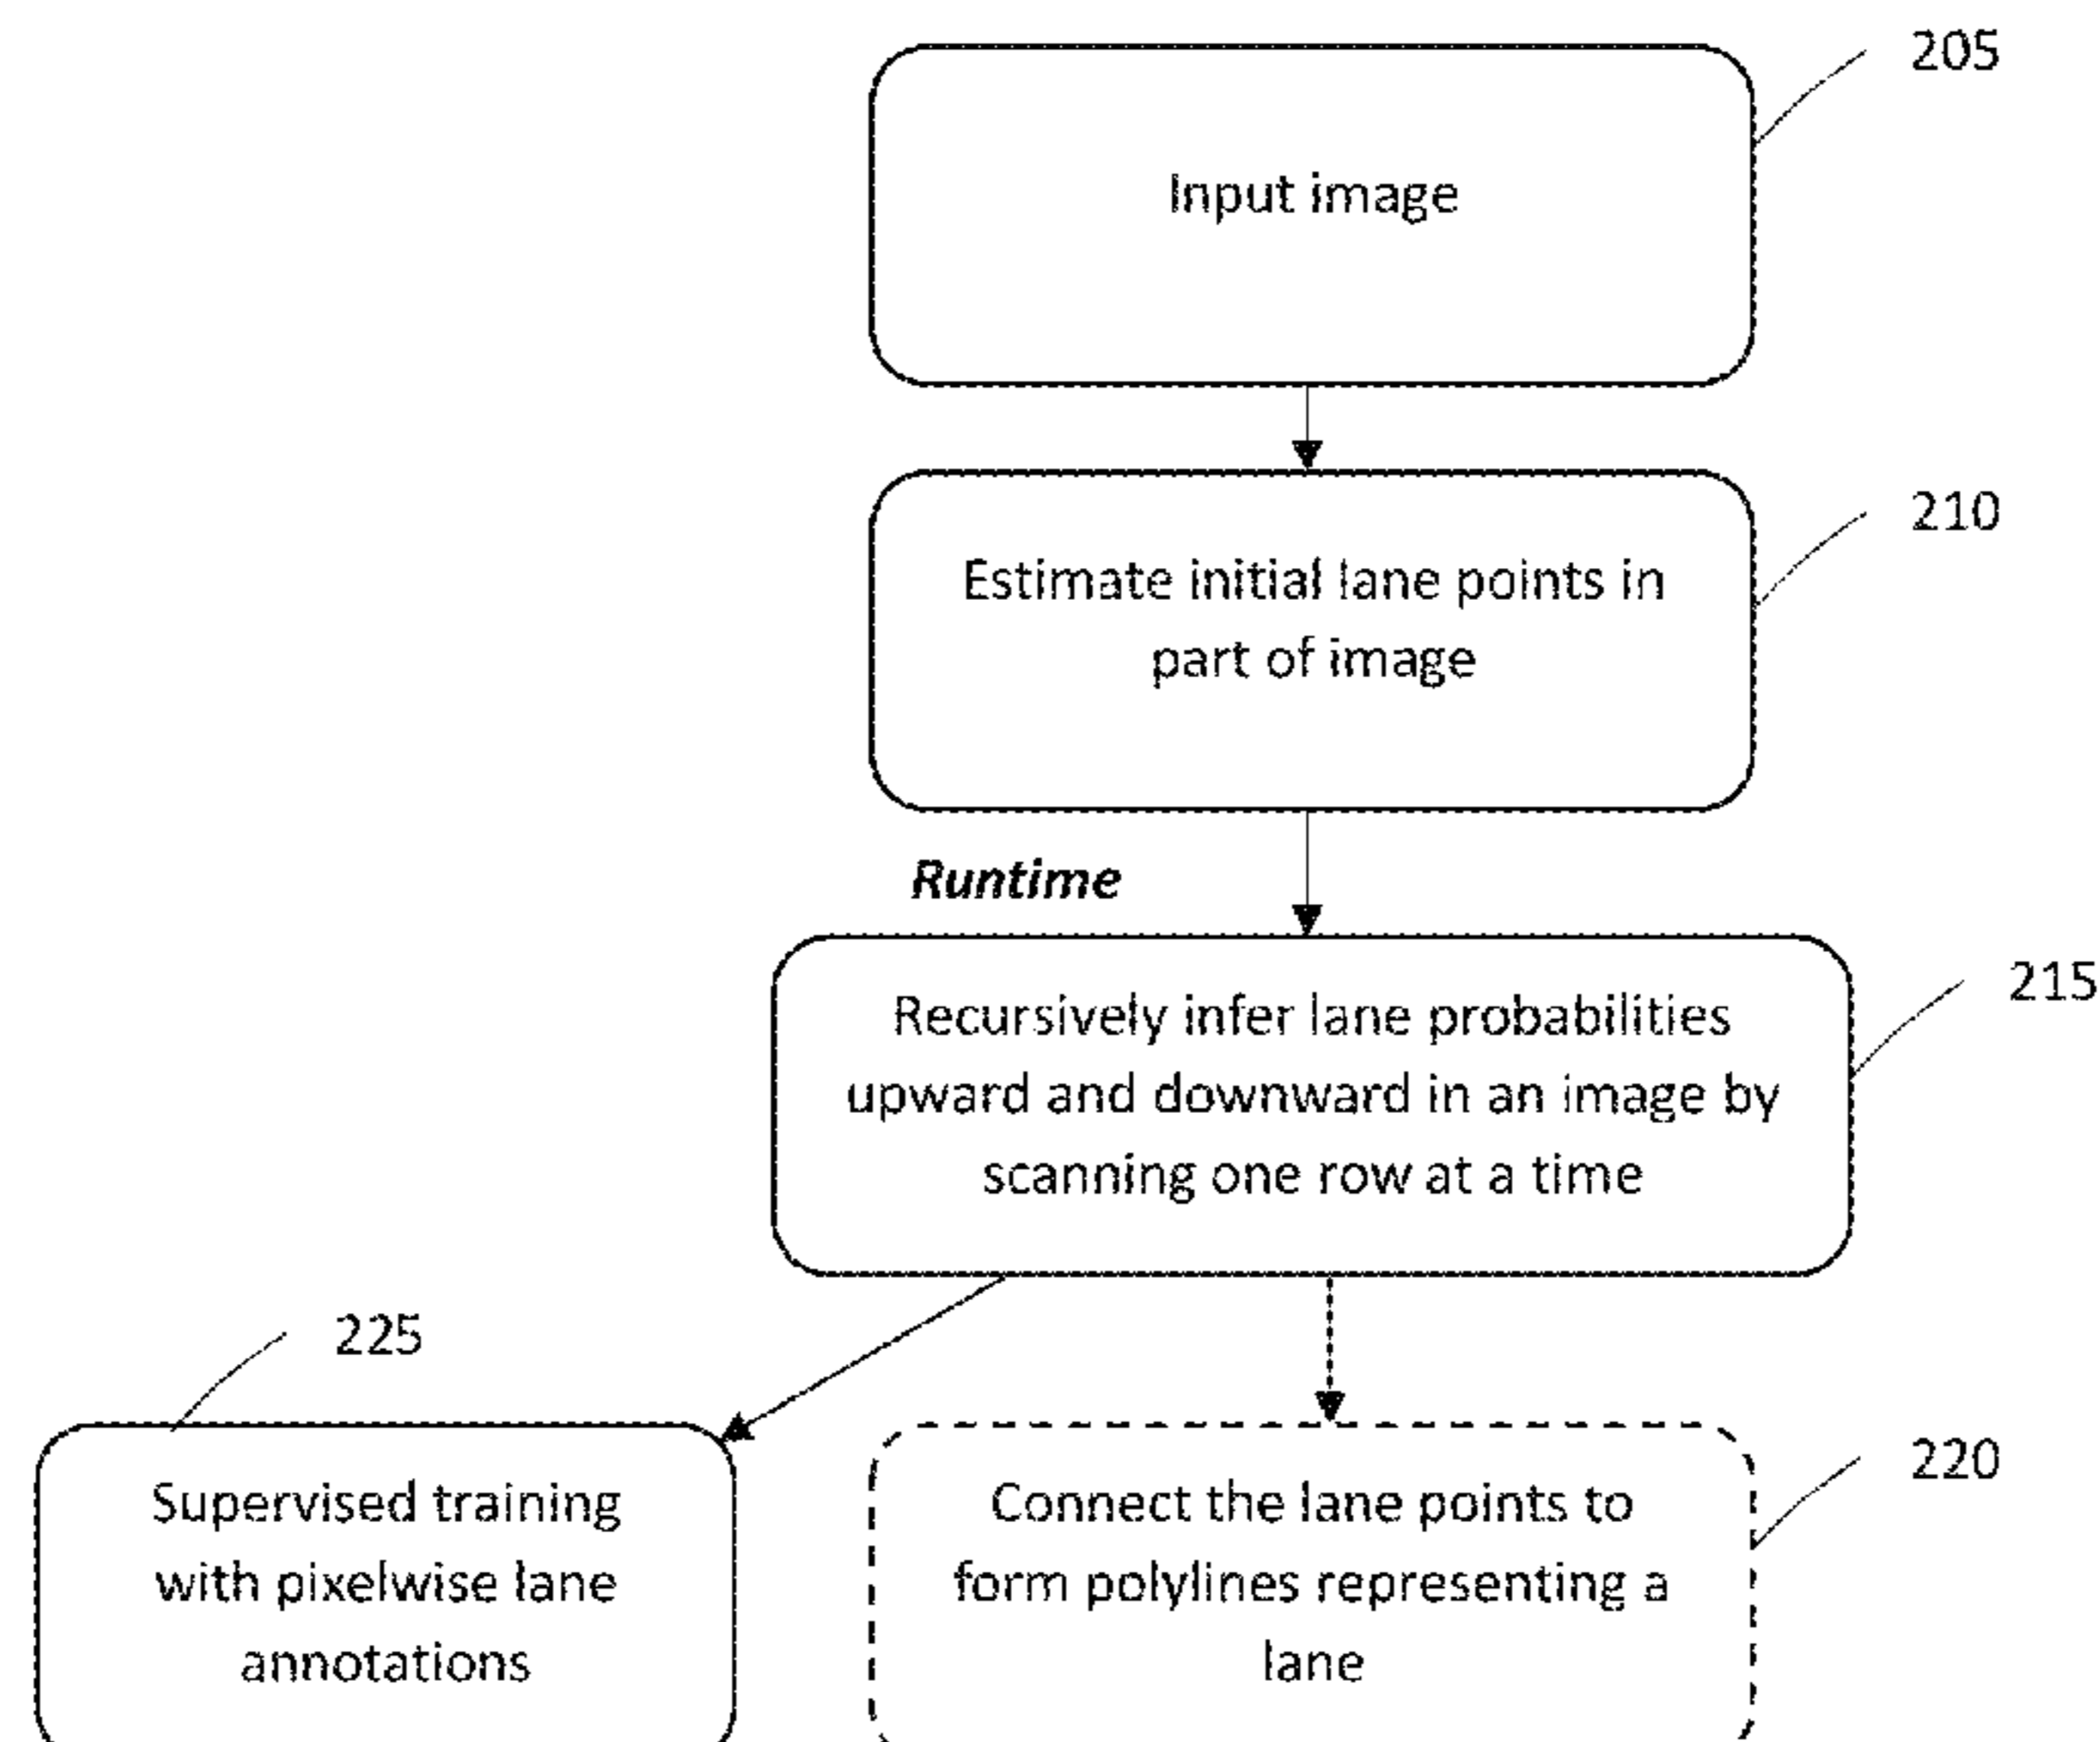 205
Input image
210
Estimate initial lane points in
part of image
Runtime
215
Recursively infer lane probabilities
upward and downward in an image by
scanning one row at a time
225
Supervised training
with pixelwise lane
annotations
220
Connect the lane points to
form polylines representing a
lane